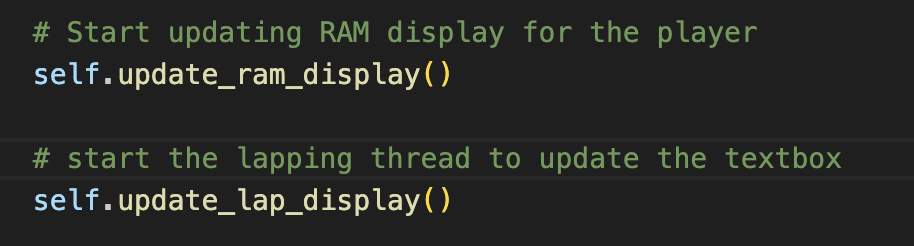 # Start updating RAM display for the player
self.update_ram_display()
# start the lapping thread to update the textbox
self.update_lap_display()